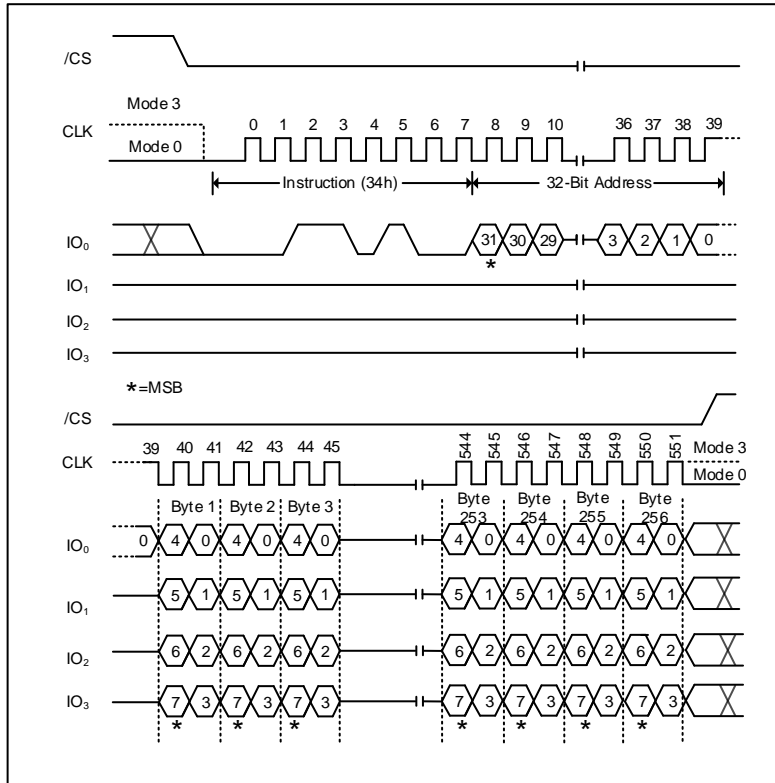 /CS
Mode 3
CLK
Mode 0
0 1 2 3 4 5 6 7 8 9 10 36 37 38 39
Instruction (34h) 32-Bit Address
IO0 31 30 29 3 2 1 0
*
IO1
IO2
IO3
*=MSB
/CS
39 40 41 42 43 44 45 544 545 546 547 548 549 550 551 Mode 3
CLK
Mode 0
Byte 1 Byte 2 Byte 3 Byte 253 Byte 254 Byte 255 Byte 256
IO0 0 4 0 4 0 4 0 4 0 4 0 4 0 4 0
IO1 5 1 5 1 5 1 5 1 5 1 5 1 5 1
IO2 6 2 6 2 6 2 6 2 6 2 6 2 6 2
IO3 7 3 7 3 7 3 7 3 7 3 7 3 7 3
* * * * * * *